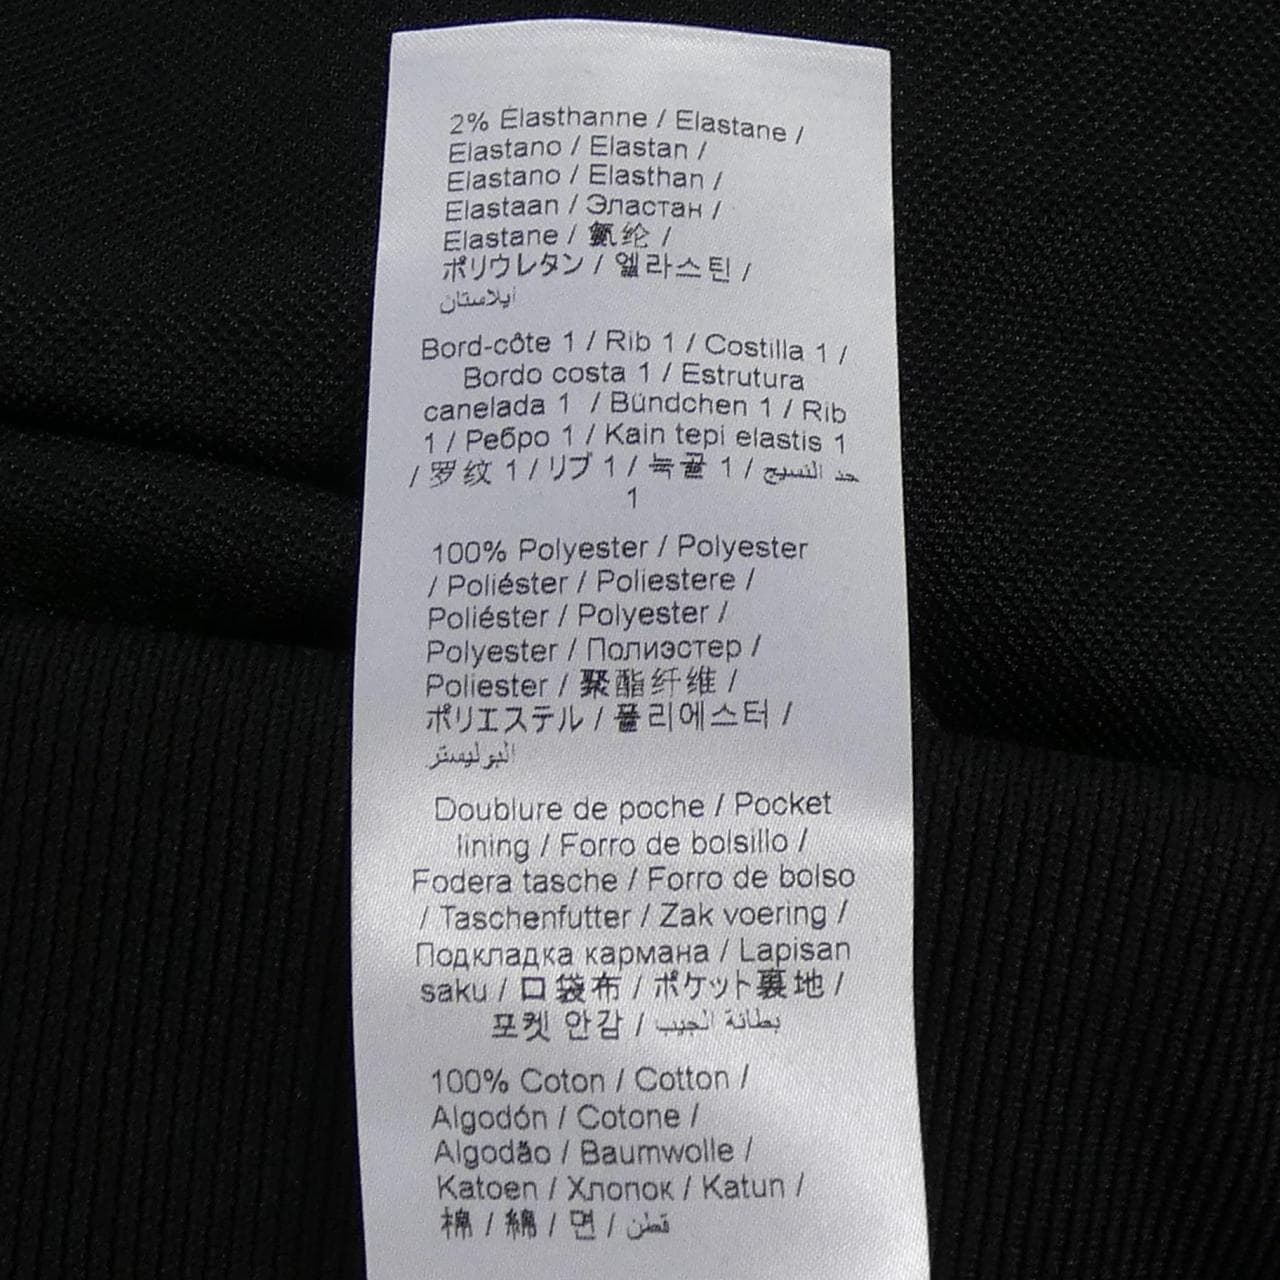 2% Élasthanne / Elastane /
Elastano / Elastan /
Elastano / Elasthan /
Elastaan / Эластан /
Elastane / 氨纶 /
ポリウレタン / 엘라스틴 /
أيلاستان
Bord-côte 1 / Rib 1 / Costilla 1 /
Bordo costa 1 / Estrutura
canelada 1 / Bündchen 1 / Rib
1 / Ребро 1 / Kain tepi elastis 1
/ 罗纹 1 / リブ 1 / 늑골 1 / حد النسيج
1
100% Polyester / Polyester
/ Poliéster / Poliestere /
Poliéster / Polyester /
Polyester / Полиэстер /
Poliester / 聚酯纤维 /
ポリエステル / 폴리에스터 /
البوليستر
Doublure de poche / Pocket
lining / Forro de bolsillo /
Fodera tasche / Forro de bolso
/ Taschenfutter / Zak voering /
Подкладка кармана / Lapisan
saku / 口袋布 / ポケット裏地 /
포켓 안감 / بطانة الجيب
100% Coton / Cotton /
Algodón / Cotone /
Algodão / Baumwolle /
Katoen / Хлопок / Katun /
棉 / 綿 / 면 / قطن